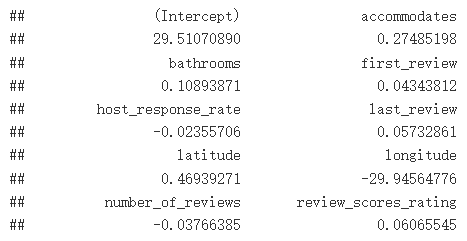 ##        (Intercept)       accommodates
##        29.51070890         0.27485198
##          bathrooms       first_review
##         0.10893871         0.04343812
## host_response_rate        last_review
##        -0.02355706         0.05732861
##           latitude          longitude
##         0.46939271       -29.94564776
##  number_of_reviews review_scores_rating
##        -0.03766385         0.06065545